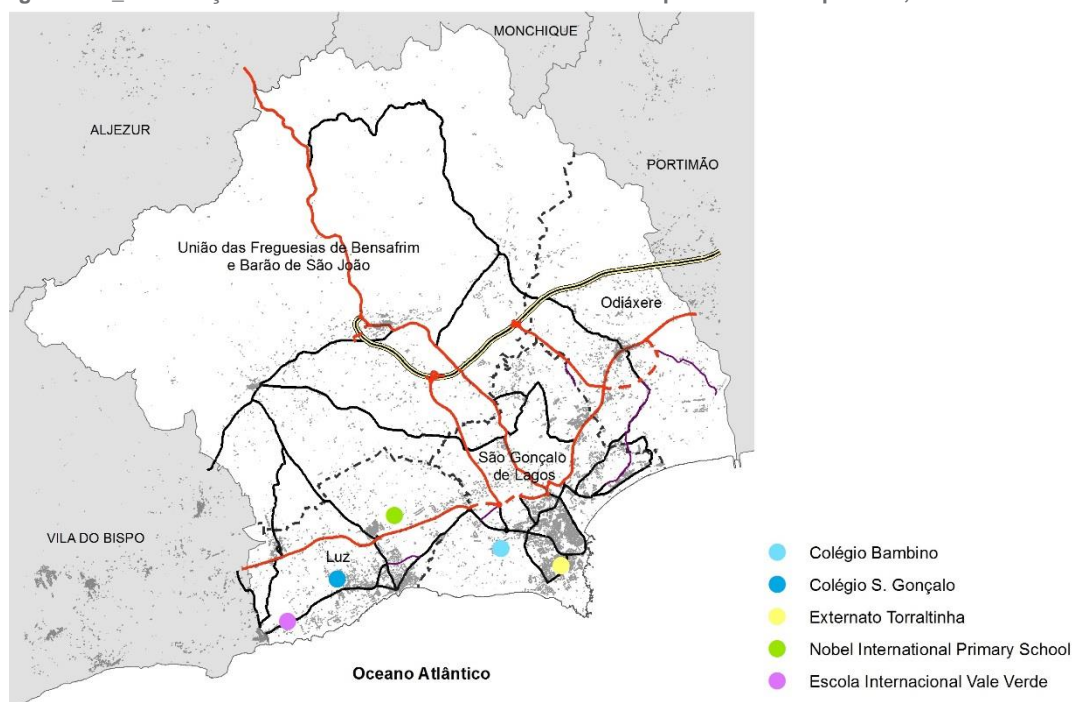 MONCHIQUE
ALJEZUR
PORTIMÃO
União das Freguesias de Bensafrim
e Barão de São João
Odiáxere
São Gonçalo
de Lagos
VILA DO BISPO
Luz
Oceano Atlântico
Colégio Bambino
Colégio S. Gonçalo
Externato Torraltinha
Nobel International Primary School
Escola Internacional Vale Verde